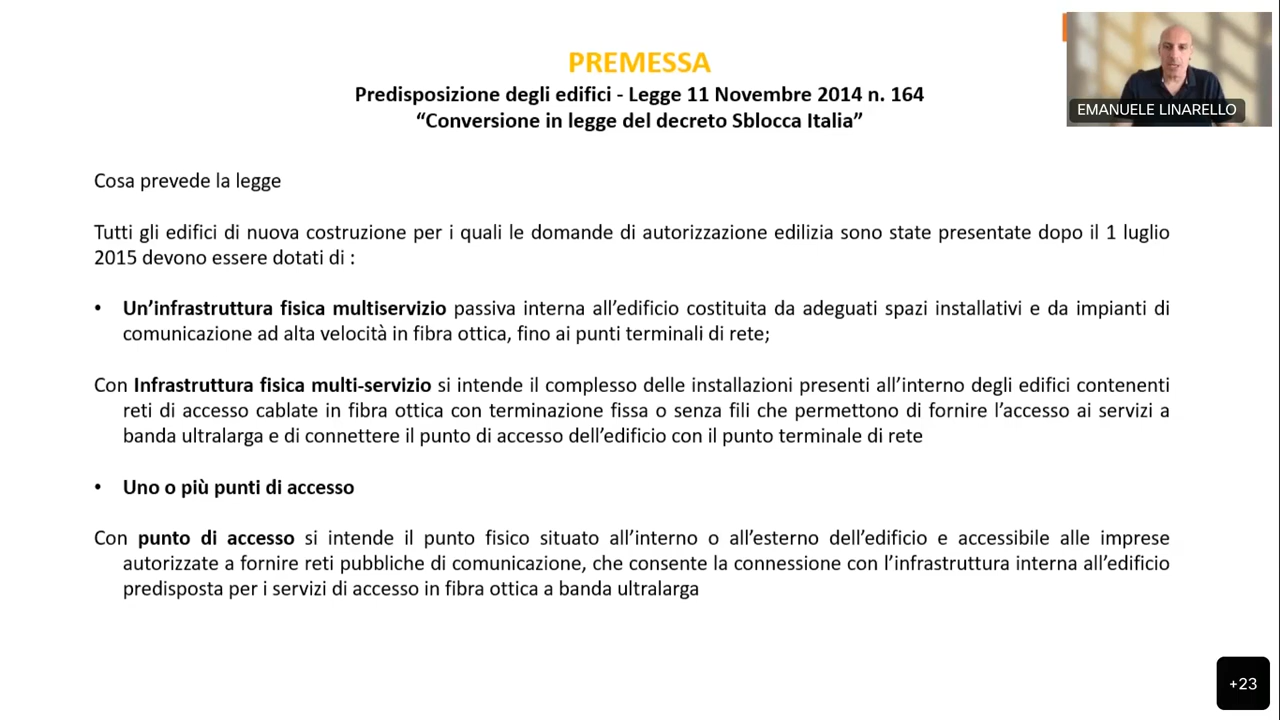 PREMESSA
Predisposizione degli edifici - Legge 11 Novembre 2014 n. 164
“Conversione in legge del decreto Sblocca Italia”
EMANUELE LINARELLO
Cosa prevede la legge
Tutti gli edifici di nuova costruzione per i quali le domande di autorizzazione edilizia sono state presentate dopo il 1 luglio
2015 devono essere dotati di :
• Un’infrastruttura fisica multiservizio passiva interna all’edificio costituita da adeguati spazi installativi e da impianti di
comunicazione ad alta velocità in fibra ottica, fino ai punti terminali di rete;
Con Infrastruttura fisica multi-servizio si intende il complesso delle installazioni presenti all’interno degli edifici contenenti
reti di accesso cablate in fibra ottica con terminazione fissa o senza fili che permettono di fornire l’accesso ai servizi a
banda ultralarga e di connettere il punto di accesso dell’edificio con il punto terminale di rete
• Uno o più punti di accesso
Con punto di accesso si intende il punto fisico situato all’interno o all’esterno dell’edificio e accessibile alle imprese
autorizzate a fornire reti pubbliche di comunicazione, che consente la connessione con l’infrastruttura interna all’edificio
predisposta per i servizi di accesso in fibra ottica a banda ultralarga
+23